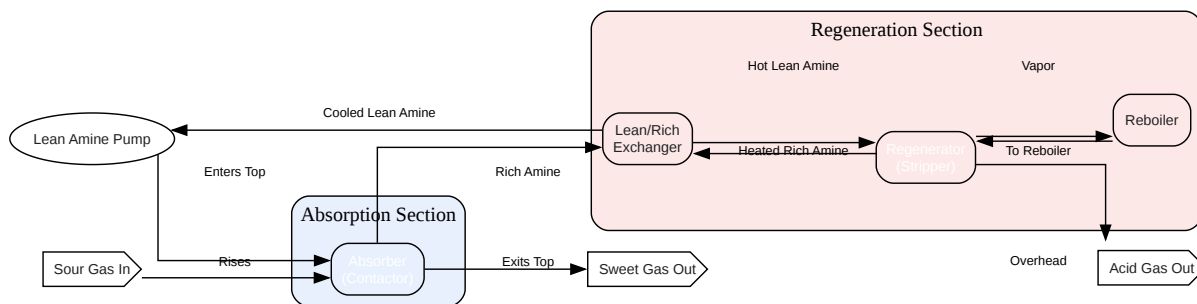 Regeneration Section
Hot Lean Amine
Vapor
Cooled Lean Amine
Lean Amine Pump
Lean/Rich
Exchanger
Reboiler
Regenerator
(Stripper)
Heated Rich Amine
To Reboiler
Enters Top
Rich Amine
Absorption Section
Sour Gas In
Rises
Absorber
(Contactor)
Exits Top
Sweet Gas Out
Overhead
Acid Gas Out